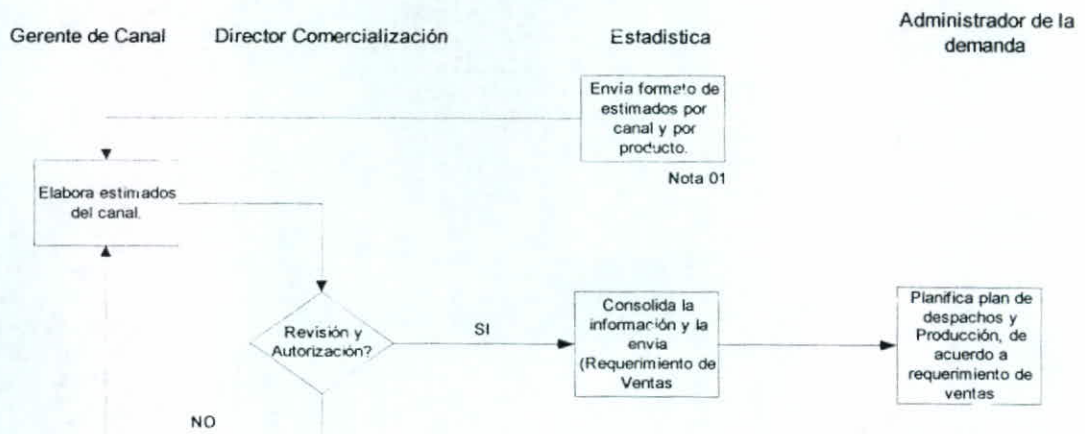 Gerente de Canal
Director Comercialización
Estadistica
Administrador de la
demanda
Envia formato de
estimados por
canal y por
producto.
Nota 01
Elabora estimados
del canal.
Revisión y
Autorización?
SI
Consolida la
información y la
envia
(Requerimiento de
Ventas
Planifica plan de
despachos y
Producción, de
acuerdo a
requerimiento de
ventas
NO